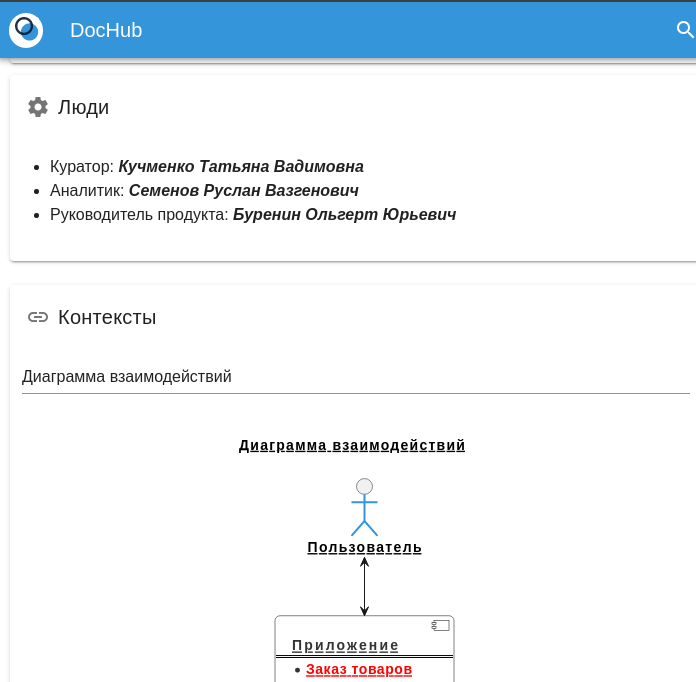 DocHub
Люди
Куратор: Кучменко Татьяна Вадимовна
Аналитик: Семенов Руслан Вазгенович
Руководитель продукта: Буренин Ольгерт Юрьевич
Контексты
Диаграмма взаимодействий
Диаграмма взаимодействий
Пользователь
Приложение
Заказ товаров